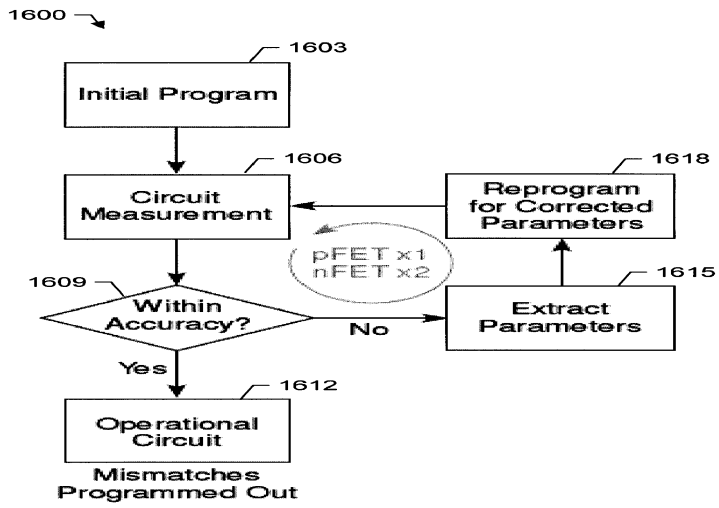 1600
1603
Initial Program
1606
Circuit
Measurement
1618
Reprogram
for Corrected
Parameters
pFET x1
nFET x2
1609
Within
Accuracy?
No
1615
Extract
Parameters
Yes
1612
Operational
Circuit
Mismatches
Programmed Out